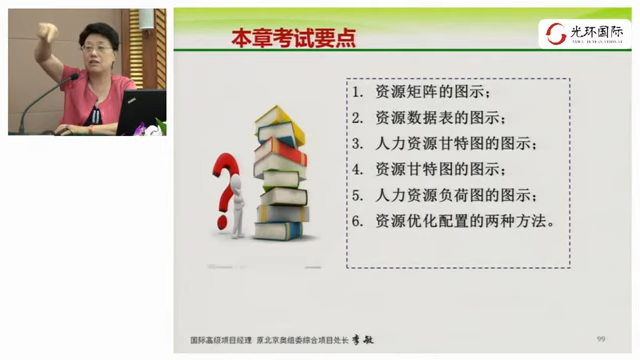 本章考试要点
光环国际
1. 资源矩阵的图示；
2. 资源数据表的图示；
3. 人力资源甘特图的图示；
4. 资源甘特图的图示；
5. 人力资源负荷图的图示；
6. 资源优化配置的两种方法。
国际高级项目经理 原北京奥组委综合项目处长 李敏
99